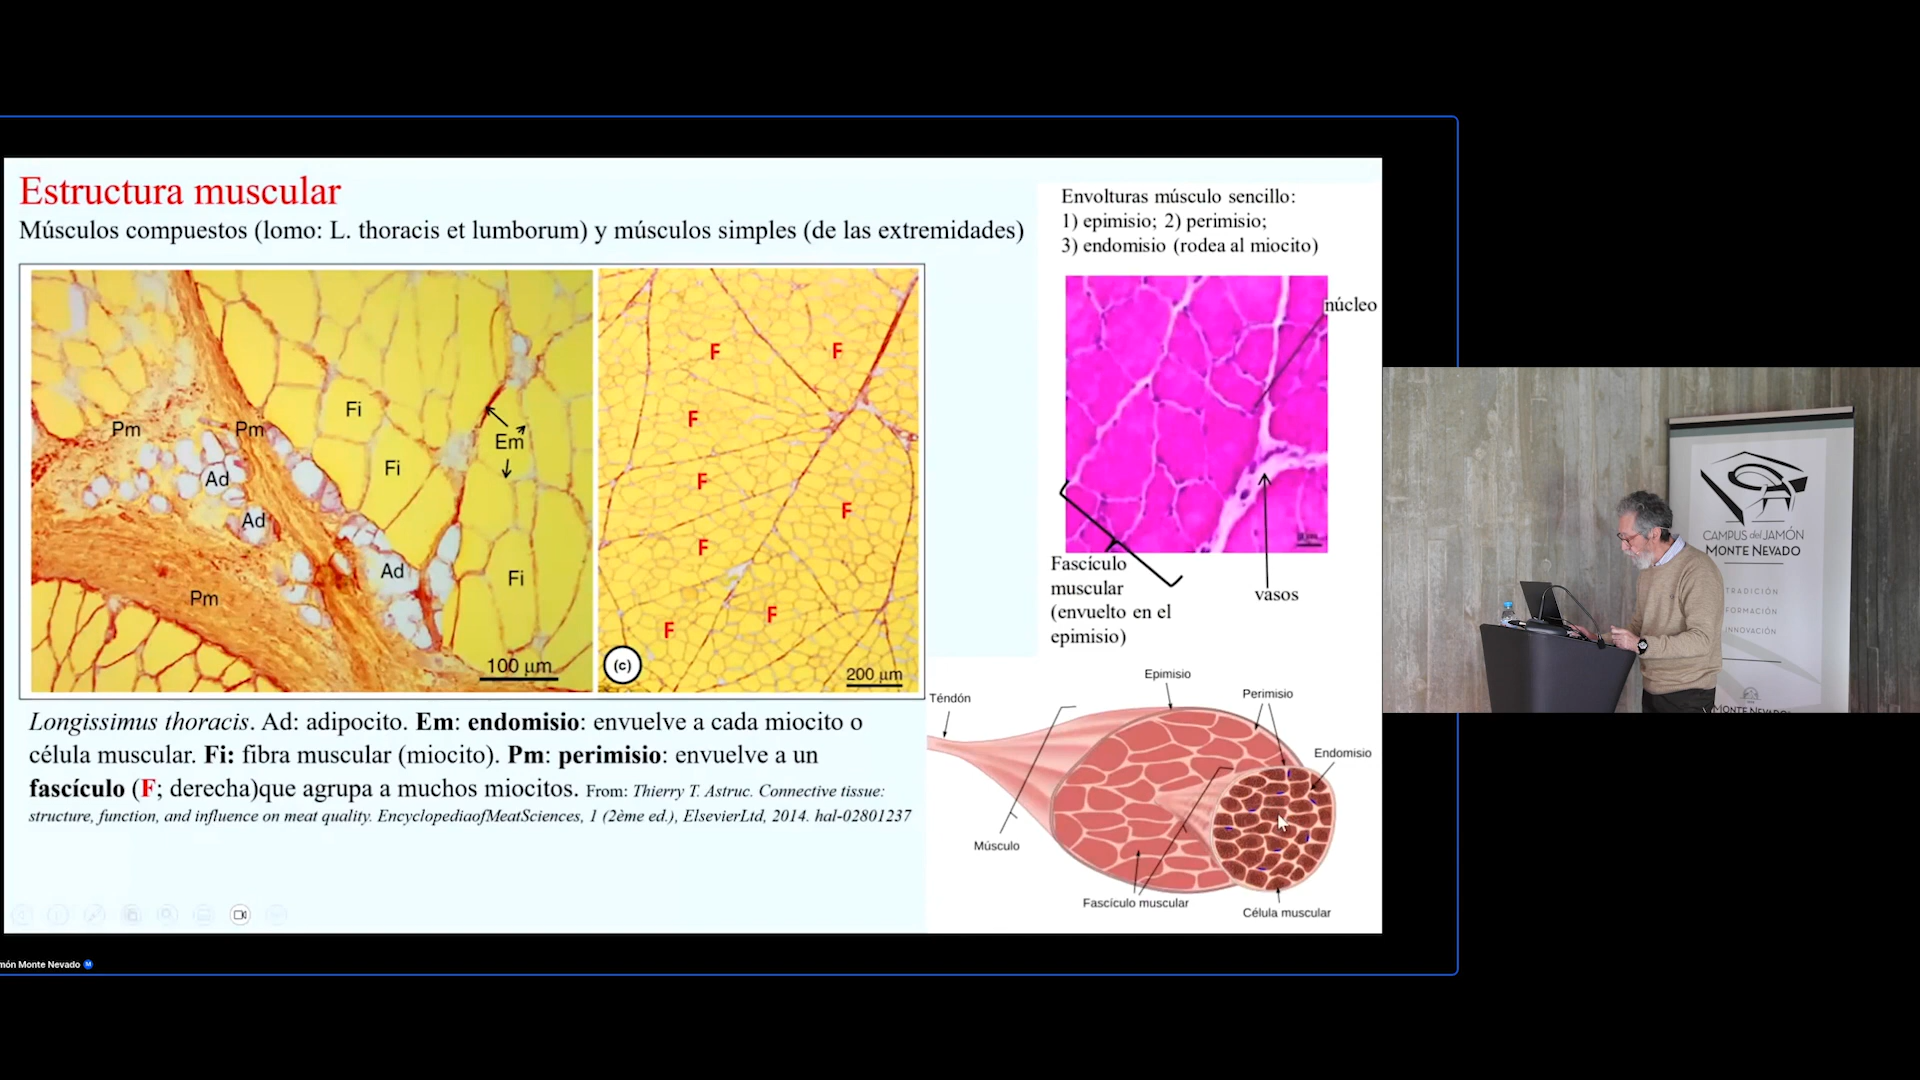 Estructura muscular
Músculos compuestos (lomo: L. thoracis et lumborum) y músculos simples (de las extremidades)
Envolturas músculo sencillo:
1) epimisio; 2) perimisio;
3) endomisio (rodea al miocito)
núcleo
Fascículo
muscular
(envuelto en el
epimisio)
vasos
Pm
Pm
Fi
Em
Fi
Ad
Ad
Ad
Fi
Pm
100 µm
F
F
F
F
F
F
F
F
(c)
200 µm
Longissimus thoracis. Ad: adipocito. Em: endomisio: envuelve a cada miocito o
célula muscular. Fi: fibra muscular (miocito). Pm: perimisio: envuelve a un
fascículo (F; derecha)que agrupa a muchos miocitos. From: Thierry T. Astruc. Connective tissue:
structure, function, and influence on meat quality. EncyclopediaofMeatSciences, 1 (2ème ed.), ElsevierLtd, 2014. hal-02801237
Epimisio
Téndón
Perimisio
Endomisio
Músculo
Fascículo muscular
Célula muscular
CAMPUS del JAMÓN
MONTE NEVADO
TRADICIÓN
FORMACIÓN
INNOVACIÓN
MONTE NEVADO
món Monte Nevado